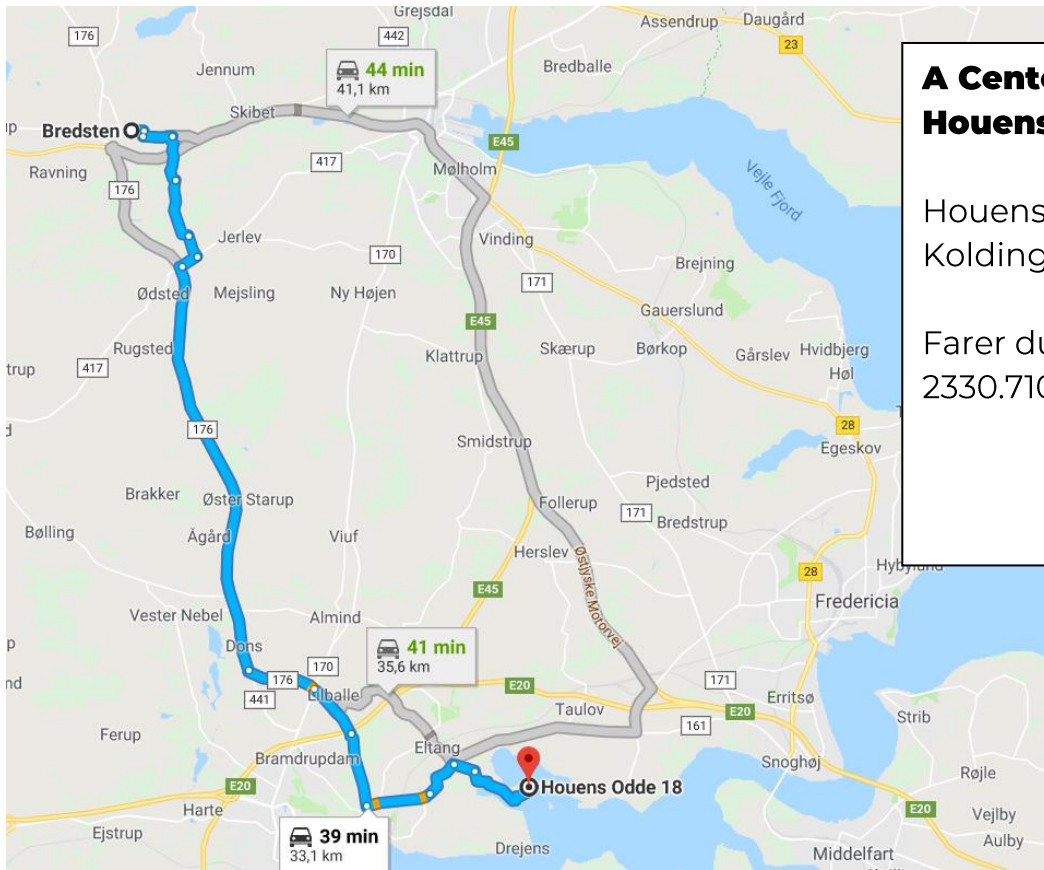 176
Grejsdal
442
Assendrup
Daugård
23
Jennum
44 min
41,1 km
Bredballe
Skibet
Bredsten
E45
Ravning
176
417
Mølholm
Vejle Fjord
Jerlev
170
Vinding
171
Brejning
Ødsted
Mejsling
Ny Højen
Gauerslund
E45
Rugsted
Klattrup
Skærup
Børkop
Gårslev
Hvidbjerg
Høl
trup
417
176
28
Smidstrup
Egeskov
Brakker
Øster Starup
Pjedsted
Follerup
171
Bredstrup
Bølling
Ågård
Viuf
Herslev
Østjyske Motorvej
28
Hybylund
E45
Fredericia
Vester Nebel
Almind
Dons
41 min
35,6 km
170
176
441
Lilballe
E20
171
Erritsø
Taulov
E20
161
Strib
Ferup
Eltang
Bramdrupdam
Snoghøj
E20
Houens Odde 18
Røjle
Harte
E20
Vejlby
Ejstrup
39 min
33,1 km
Drejens
Aulby
Middelfart
A Cent
Houens
Houens
Kolding
Farer du
2330.710